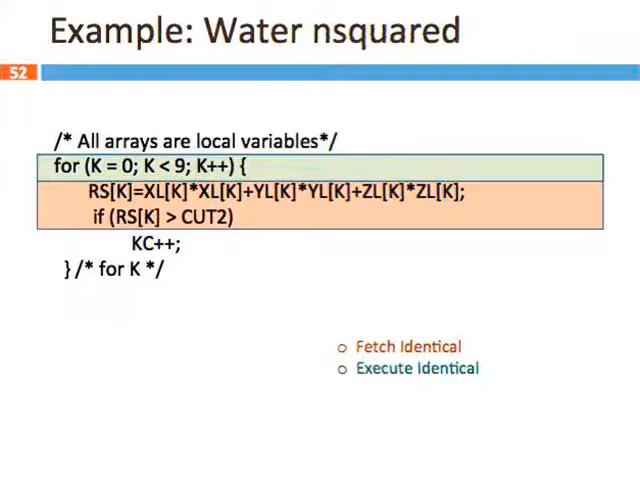 Example: Water nsquared
52
/* All arrays are local variables*/
for (K = 0; K < 9; K++) {
RS[K]=XL[K]*XL[K]+YL[K]*YL[K]+ZL[K]*ZL[K];
if (RS[K] > CUT2)
KC++;
} /* for K */
o Fetch Identical
o Execute Identical